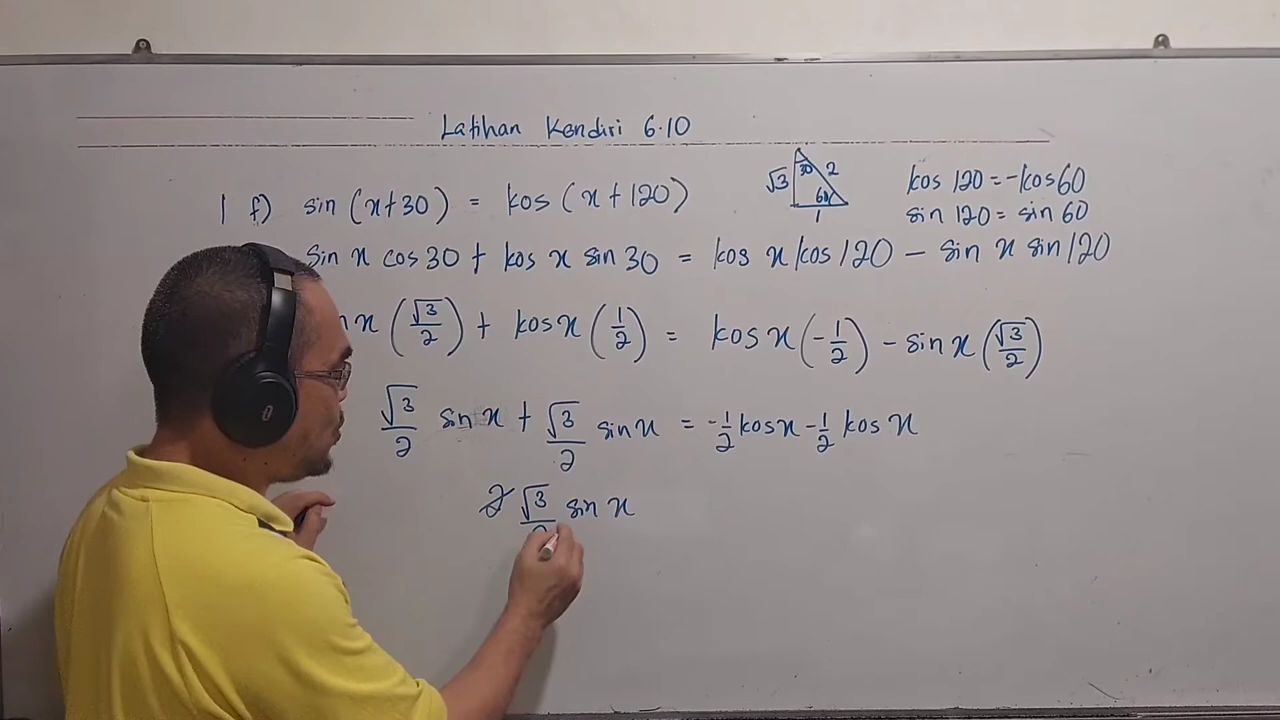 Latihan Kendiri 6.10
√3 30 2 60 1
kos 120 = -kos60
sin 120 = sin 60
1 f) sin (x+30) = kos (x + 120)
sin x cos 30 + kos x sin 30 = kos x kos 120 - sin x sin 120
x (√3/2) + kos x (1/2) = kos x (-1/2) - sin x (√3/2)
√3/2 sin x + √3/2 sin x = -1/2 kos x - 1/2 kos x
2 √3/2 sin x